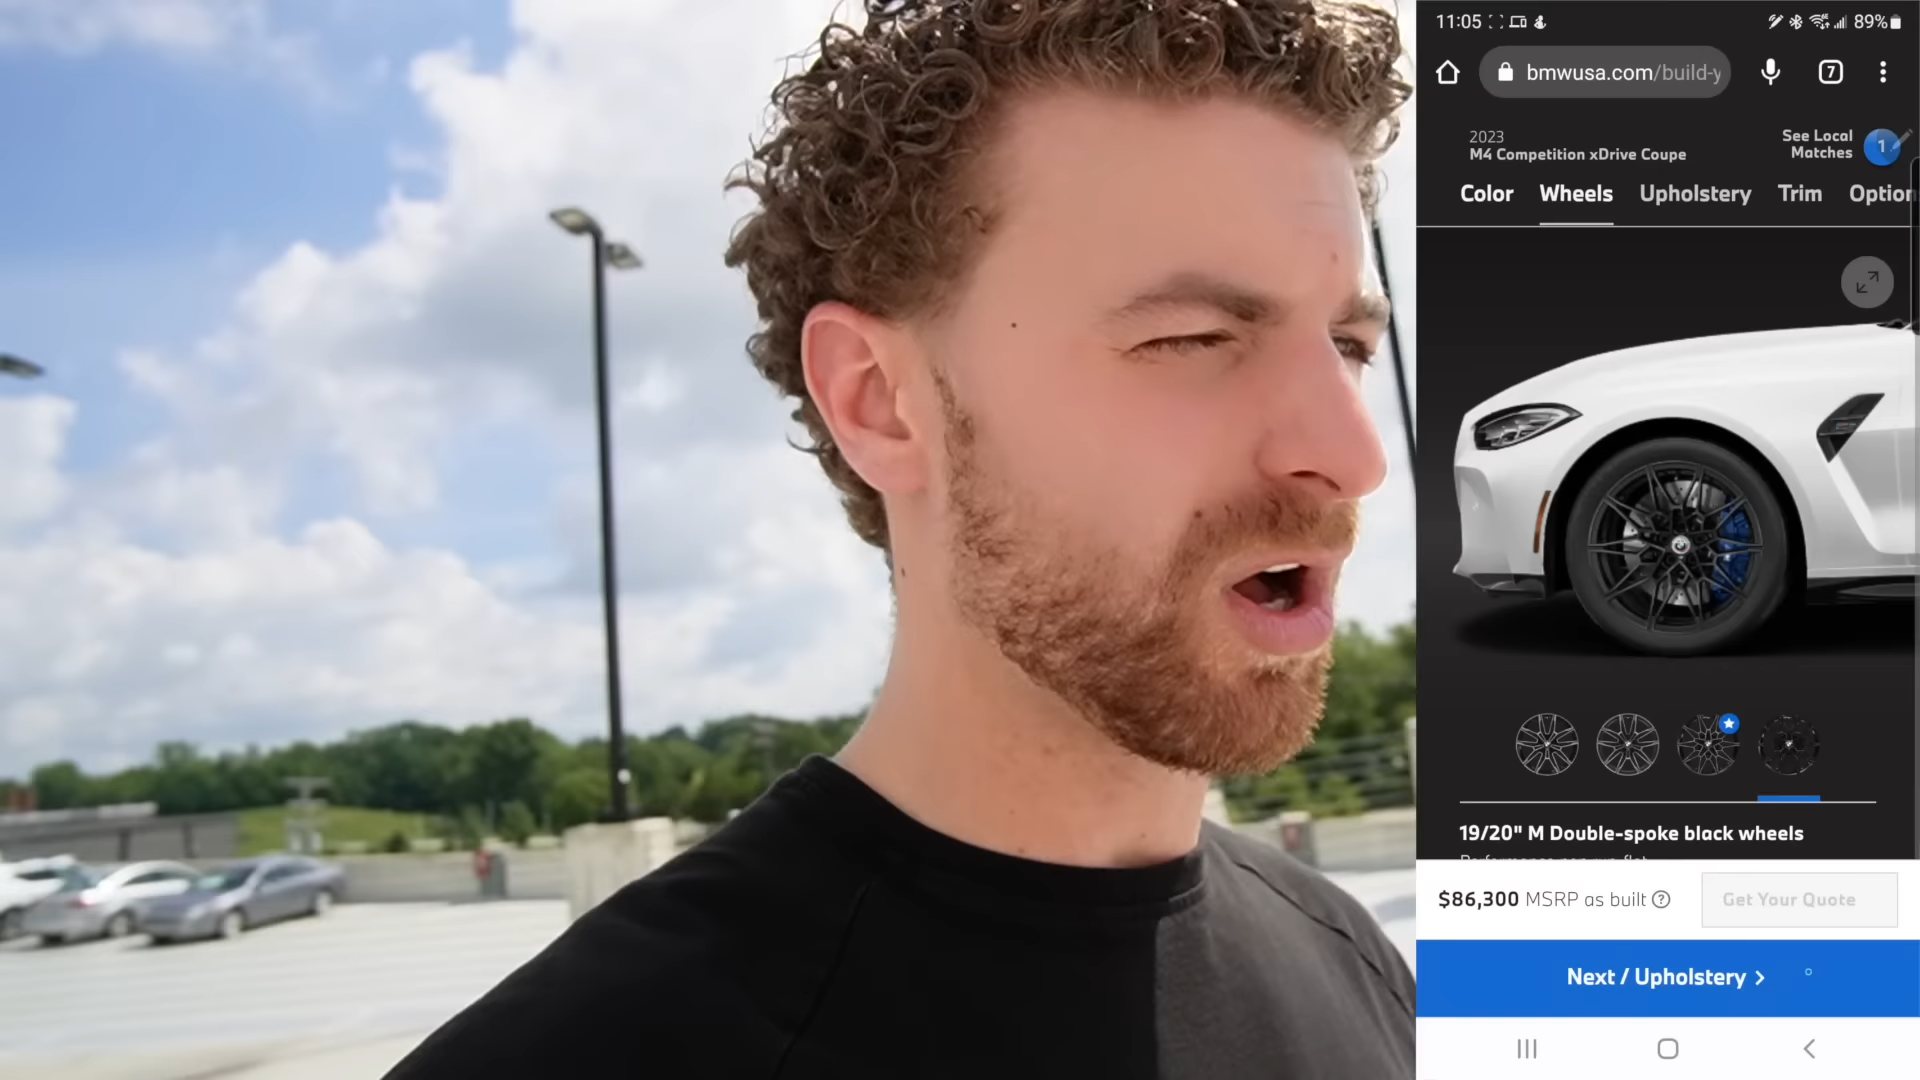 11:05
89%
bmwusa.com/build-y
7
2023
M4 Competition xDrive Coupe
See Local
Matches
1
Color Wheels Upholstery Trim Option
19/20" M Double-spoke black wheels
$86,300 MSRP as built ?
Get Your Quote
Next / Upholstery >